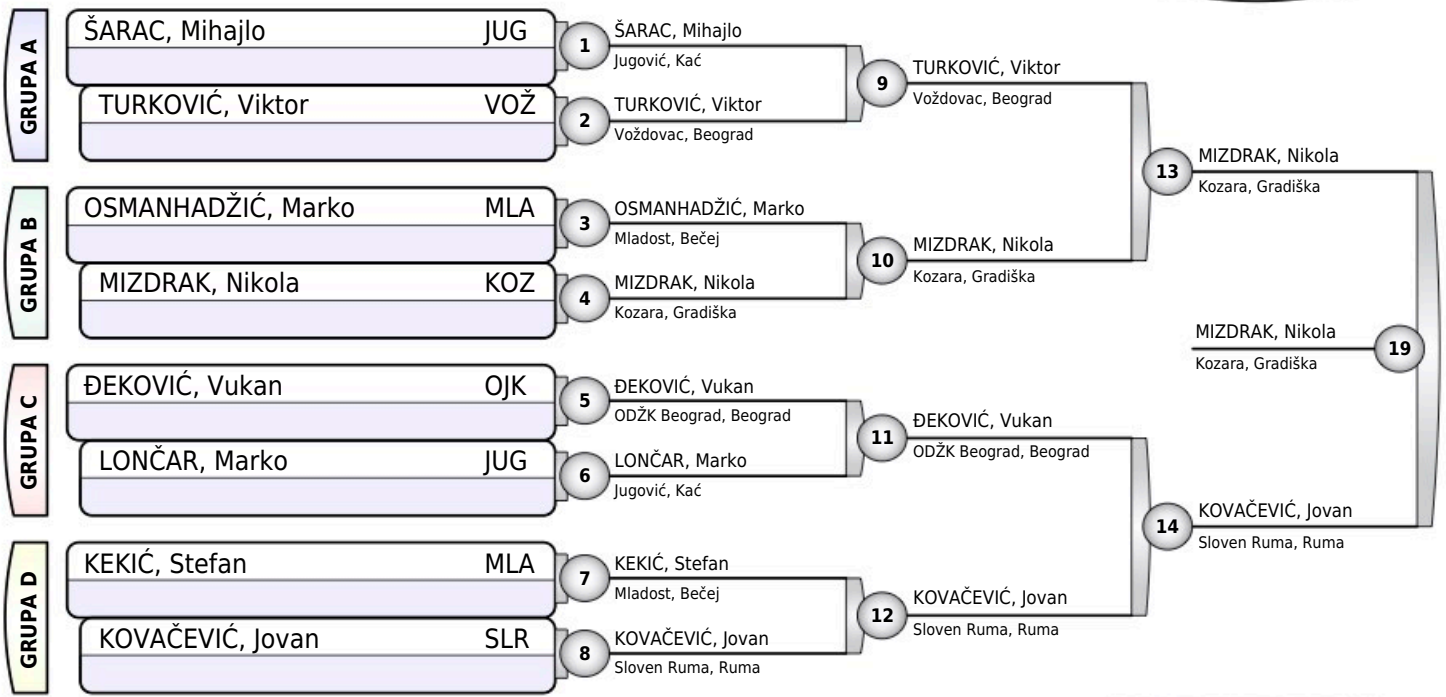 GRUPA A
ŠARAC, Mihajlo JUG
TURKOVIĆ, Viktor VOŽ
1
ŠARAC, Mihajlo
Jugović, Kać
2
TURKOVIĆ, Viktor
Voždovac, Beograd
9
TURKOVIĆ, Viktor
Voždovac, Beograd
GRUPA B
OSMANHADŽIĆ, Marko MLA
MIZDRAK, Nikola KOZ
3
OSMANHADŽIĆ, Marko
Mladost, Bečej
4
MIZDRAK, Nikola
Kozara, Gradiška
10
MIZDRAK, Nikola
Kozara, Gradiška
13
MIZDRAK, Nikola
Kozara, Gradiška
GRUPA C
ĐEKOVIĆ, Vukan OJK
LONČAR, Marko JUG
5
ĐEKOVIĆ, Vukan
ODŽK Beograd, Beograd
6
LONČAR, Marko
Jugović, Kać
11
ĐEKOVIĆ, Vukan
ODŽK Beograd, Beograd
GRUPA D
KEKIĆ, Stefan MLA
KOVAČEVIĆ, Jovan SLR
7
KEKIĆ, Stefan
Mladost, Bečej
8
KOVAČEVIĆ, Jovan
Sloven Ruma, Ruma
12
KOVAČEVIĆ, Jovan
Sloven Ruma, Ruma
14
KOVAČEVIĆ, Jovan
Sloven Ruma, Ruma
MIZDRAK, Nikola
Kozara, Gradiška
19